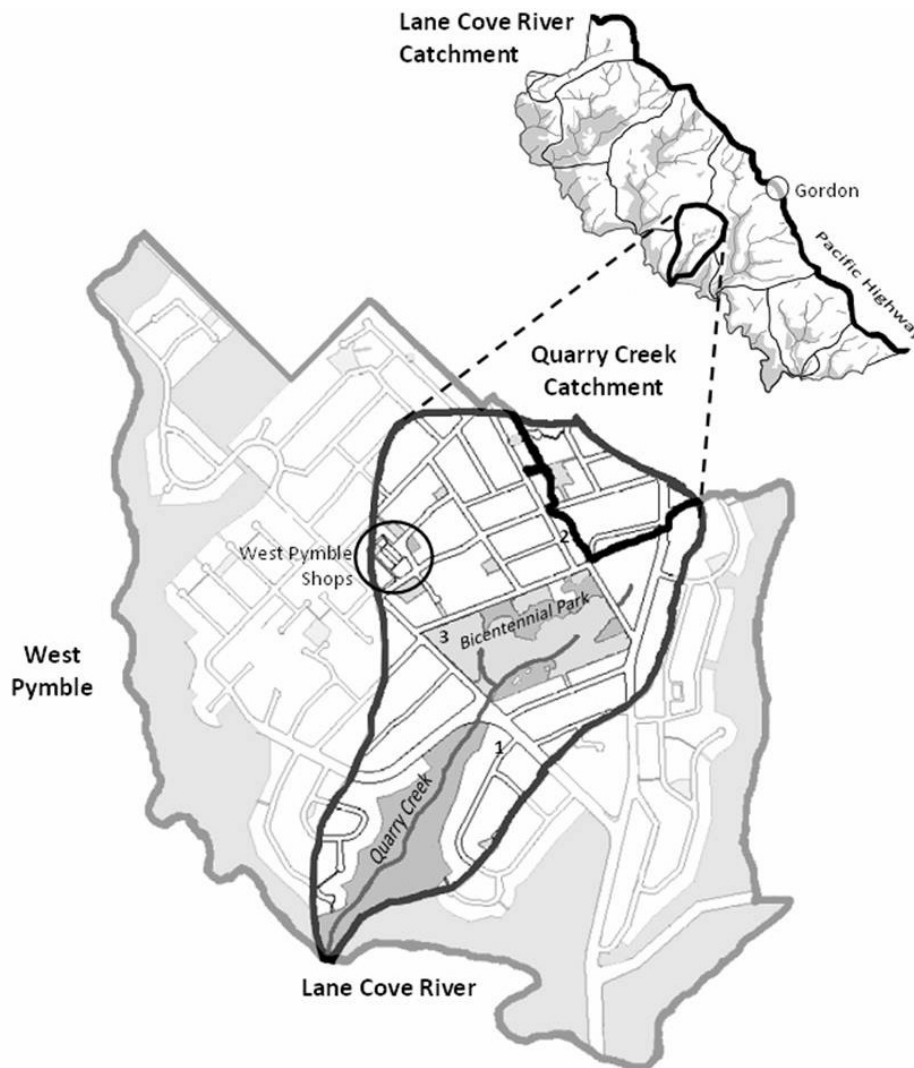 Lane Cove River
Catchment
Gordon
Pacific Highway
Quarry Creek
Catchment
West Pymble
Shops
2
Bicentennial Park
3
West
Pymble
1
Quarry Creek
Lane Cove River